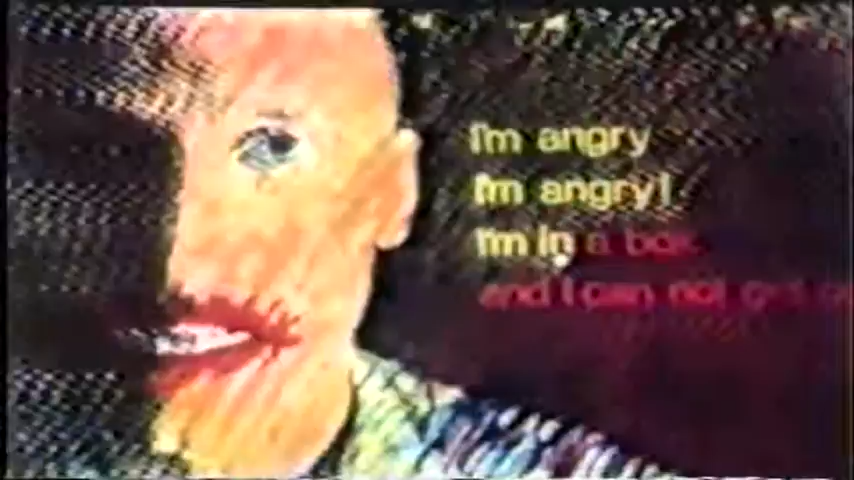 I'm angry
I'm angry!
I'm in a box
and I can not get